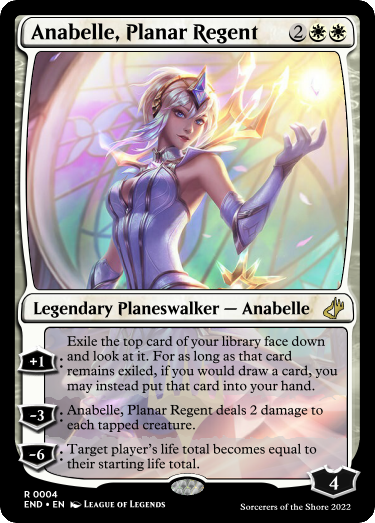 Anabelle, Planar Regent 2
Legendary Planeswalker — Anabelle
+1: Exile the top card of your library face down
and look at it. For as long as that card
remains exiled, if you would draw a card, you
may instead put that card into your hand.
-3: Anabelle, Planar Regent deals 2 damage to
each tapped creature.
-6: Target player's life total becomes equal to
their starting life total.
4
R 0004
END • EN League of Legends
Sorcerers of the Shore 2022